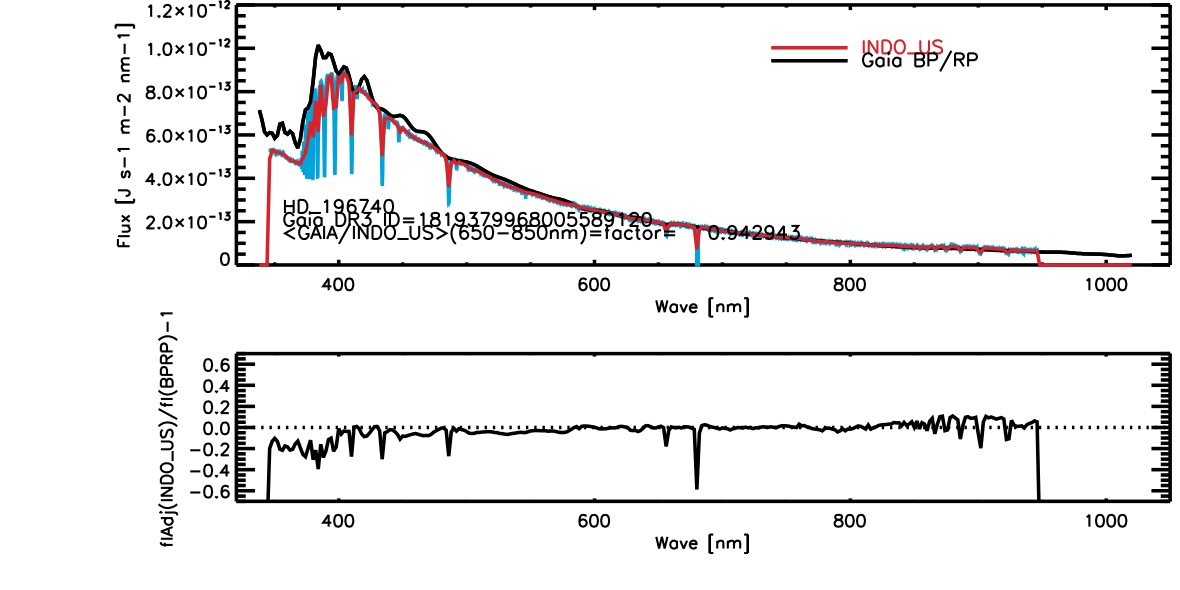 1.2×10−12
1.0×10−12
8.0×10−13
6.0×10−13
4.0×10−13
2.0×10−13
0
Flux [J s−1 m−2 nm−1]
INDO_US
Gaia BP/RP
HD_196740
Gaia DR3 ID=1819379968005589120
<GAIA/INDO_US>(650−850nm)=factor= 0.942943
400 600 800 1000
Wave [nm]
flAdj(INDO_US)/fl(BPRP)−1
0.6
0.4
0.2
0.0
−0.2
−0.4
−0.6
400 600 800 1000
Wave [nm]